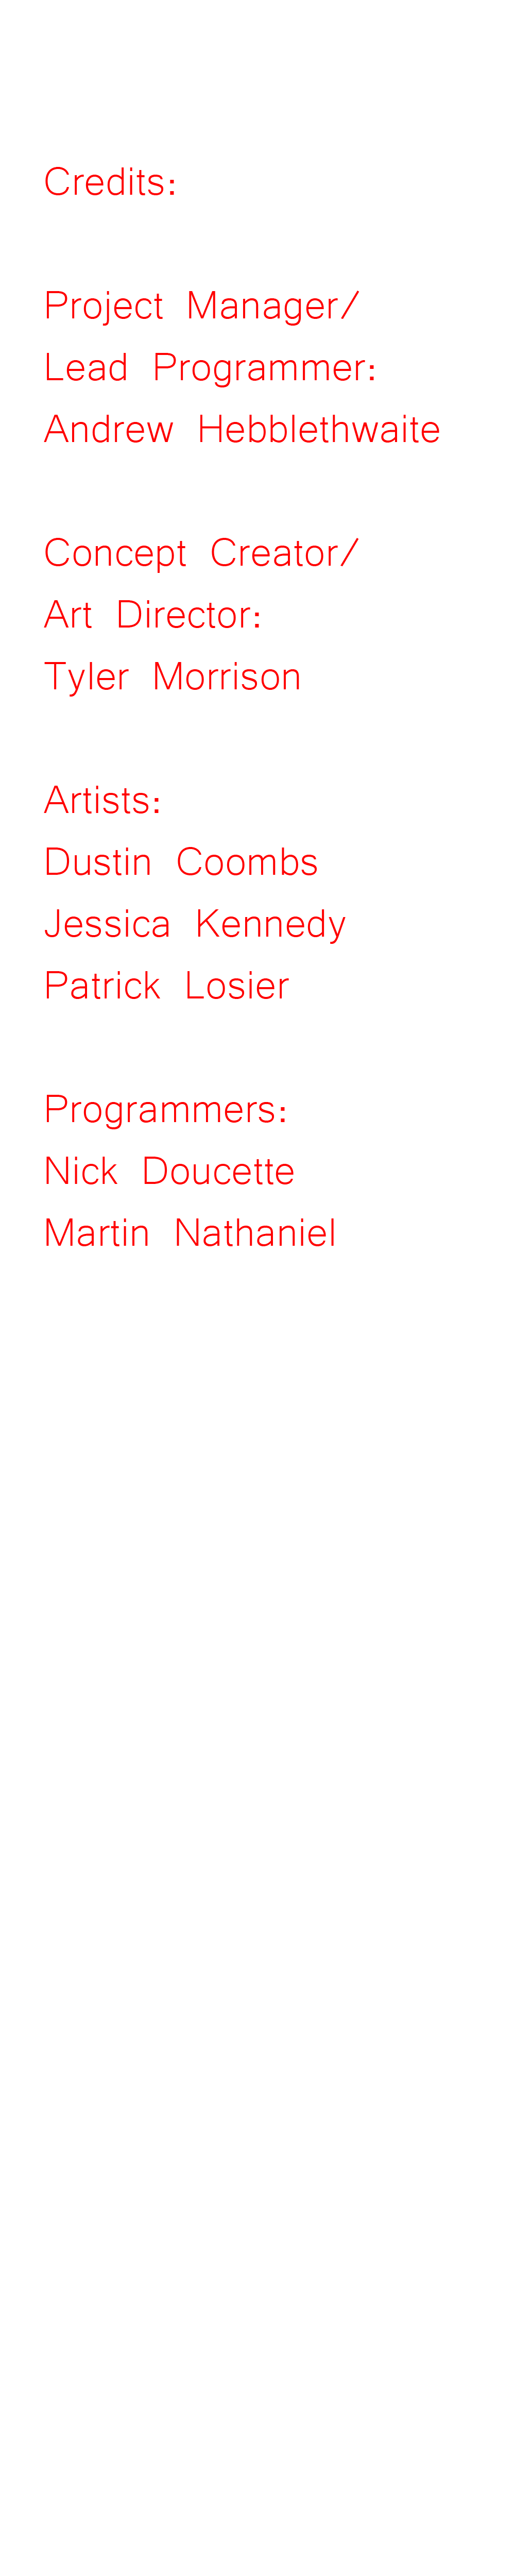 Credits:
Project Manager/
Lead Programmer:
Andrew Hebblethwaite
Concept Creator/
Art Director:
Tyler Morrison
Artists:
Dustin Coombs
Jessica Kennedy
Patrick Losier
Programmers:
Nick Doucette
Martin Nathaniel